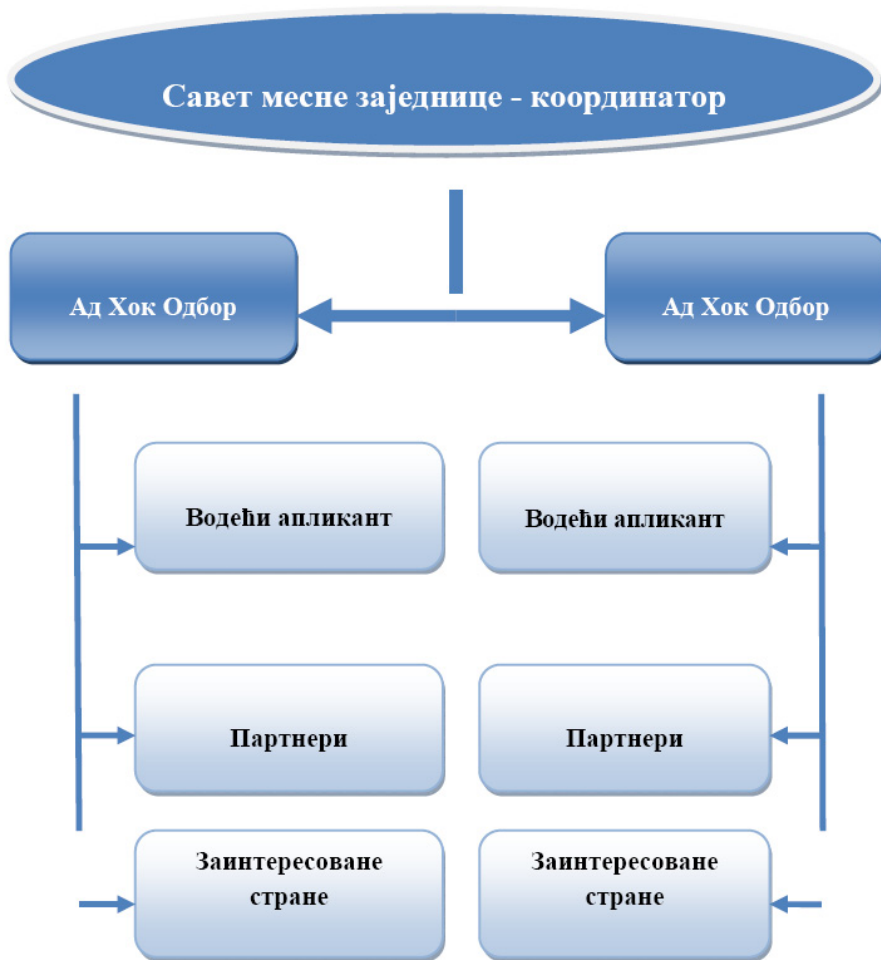 Савет месне заједнице - координатор
Ад Хок Одбор
Ад Хок Одбор
Водећи апликант
Водећи апликант
Партнери
Партнери
Заинтересоване
стране
Заинтересоване
стране